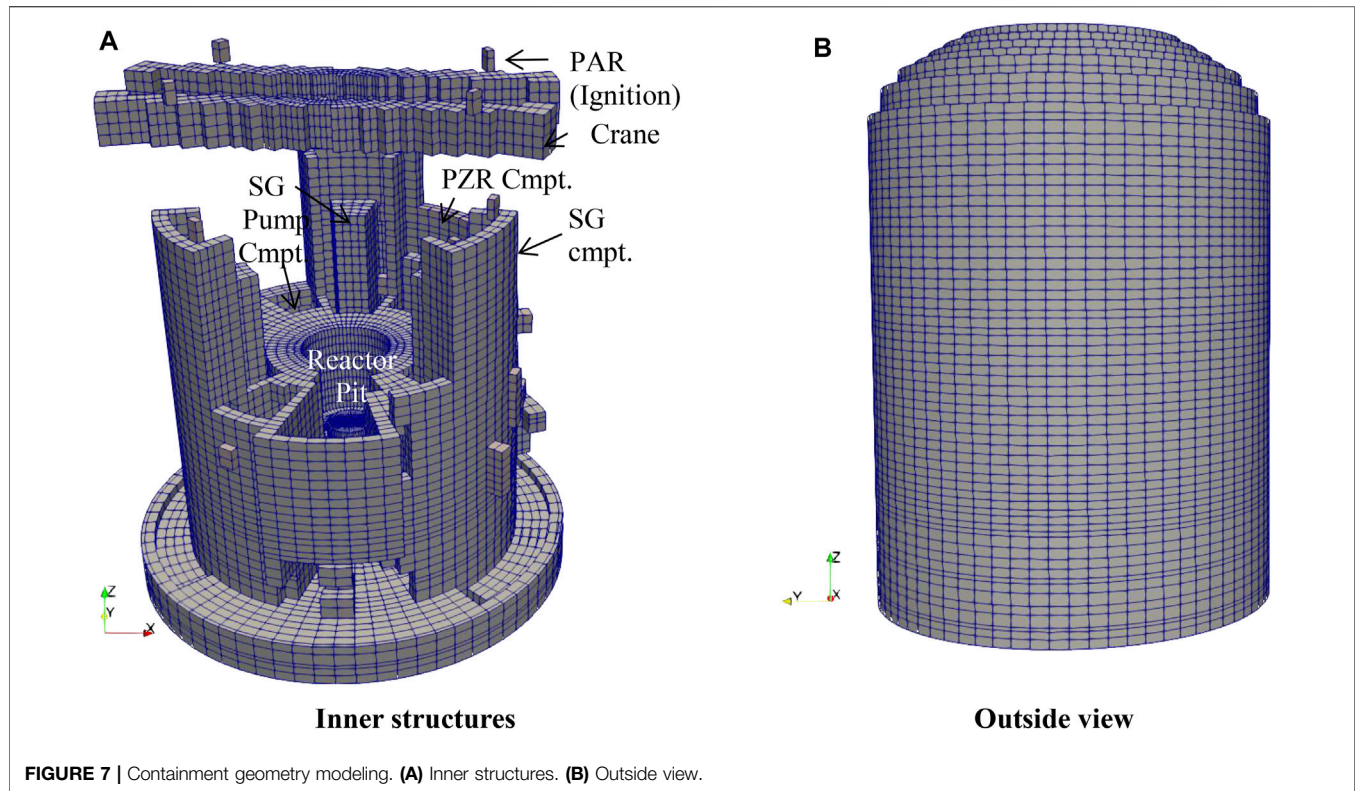 A
B
PAR
(Ignition)
Crane
SG
PZR Cmpt.
Pump
Cmpt.
SG
cmpt.
Reactor
Pit
Z
Y
X
Z
Y
X
Inner structures
Outside view
FIGURE 7 | Containment geometry modeling. (A) Inner structures. (B) Outside view.